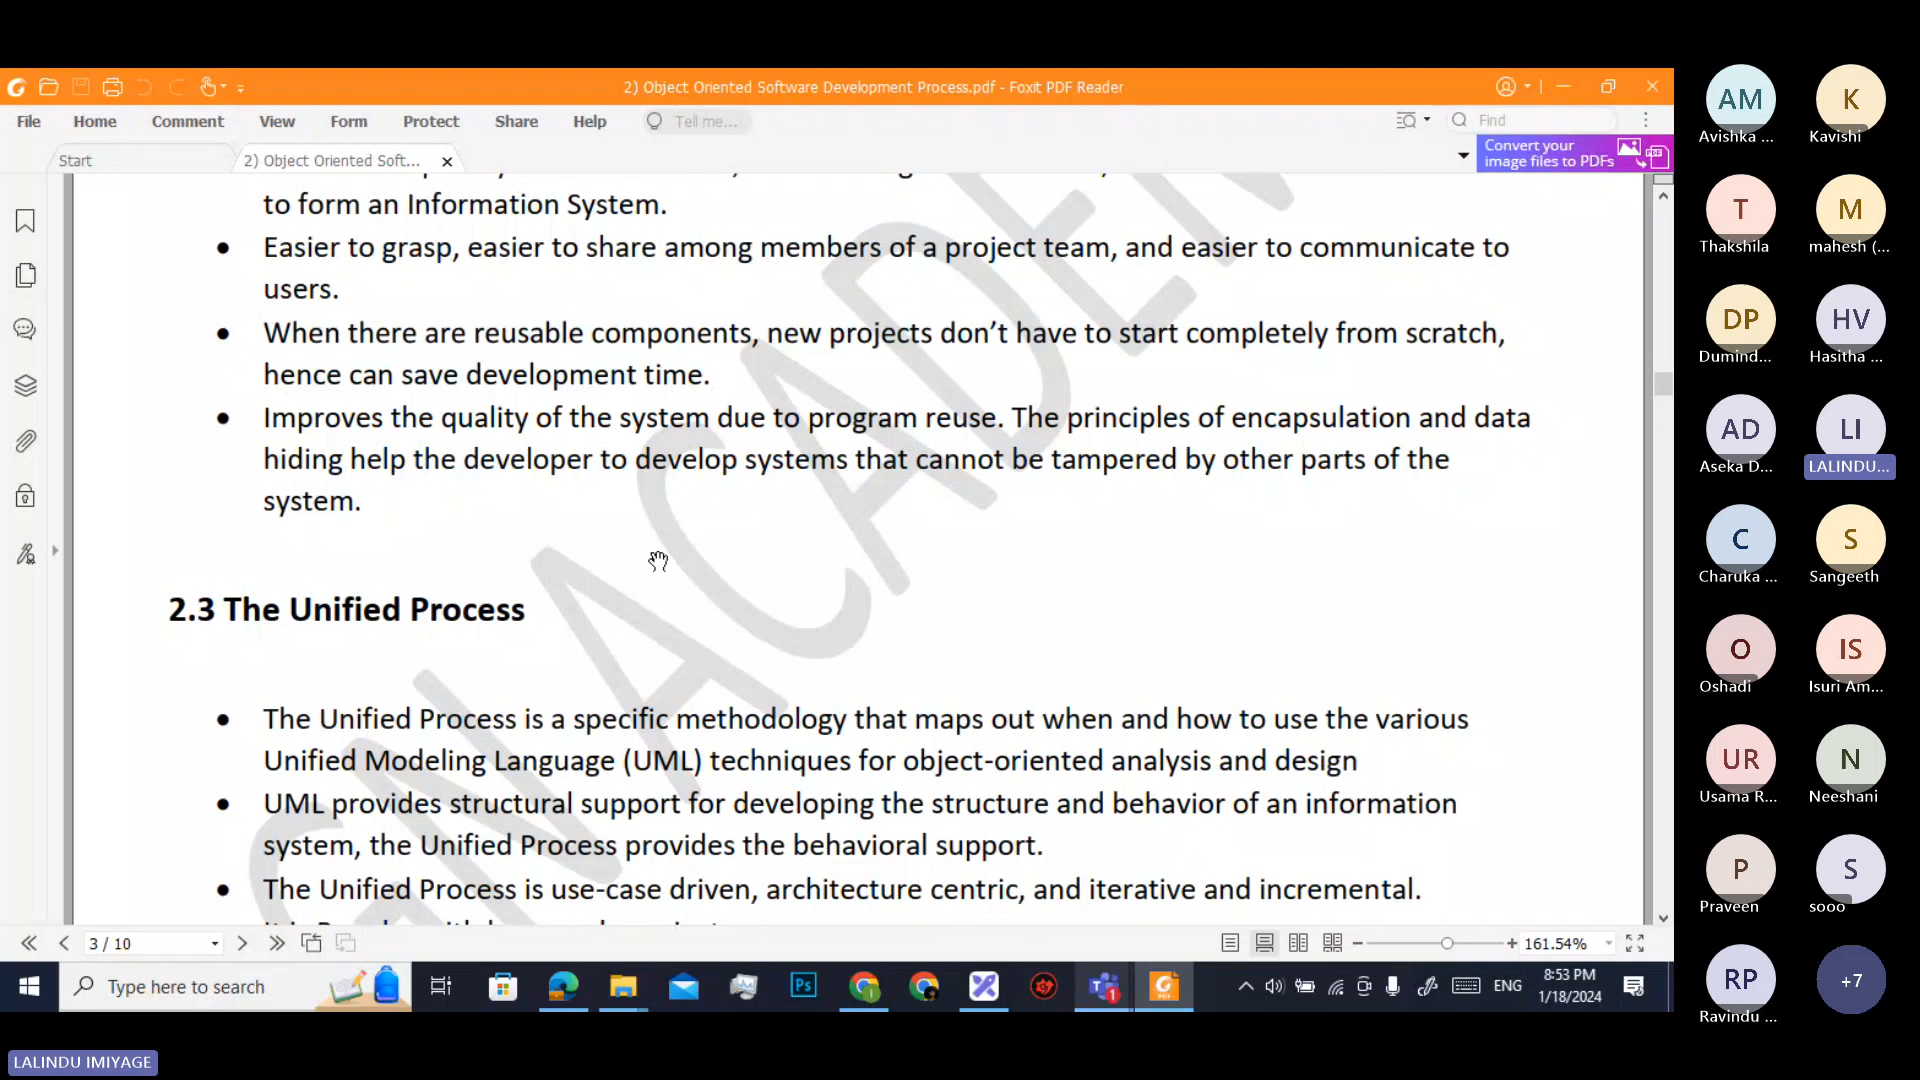 2) Object Oriented Software Development Process.pdf - Foxit PDF Reader
File Home Comment View Form Protect Share Help Tell me... Find
Start
2) Object Oriented Soft...
Convert your
image files to PDFs
to form an Information System.
• Easier to grasp, easier to share among members of a project team, and easier to communicate to
users.
• When there are reusable components, new projects don't have to start completely from scratch,
hence can save development time.
• Improves the quality of the system due to program reuse. The principles of encapsulation and data
hiding help the developer to develop systems that cannot be tampered by other parts of the
system.
2.3 The Unified Process
• The Unified Process is a specific methodology that maps out when and how to use the various
Unified Modeling Language (UML) techniques for object-oriented analysis and design
• UML provides structural support for developing the structure and behavior of an information
system, the Unified Process provides the behavioral support.
• The Unified Process is use-case driven, architecture centric, and iterative and incremental.
3 / 10
161.54%
Type here to search
Ps
ENG
8:53 PM
1/18/2024
LALINDU IMIYAGE
AM K
Avishka ... Kavishi
T M
Thakshila mahesh (...
DP HV
Dumind... Hasitha ...
AD LI
Aseka D... LALINDU...
C S
Charuka ... Sangeeth
O IS
Oshadi Isuri Am...
UR N
Usama R... Neeshani
P S
Praveen sooo
RP +7
Ravindu ...